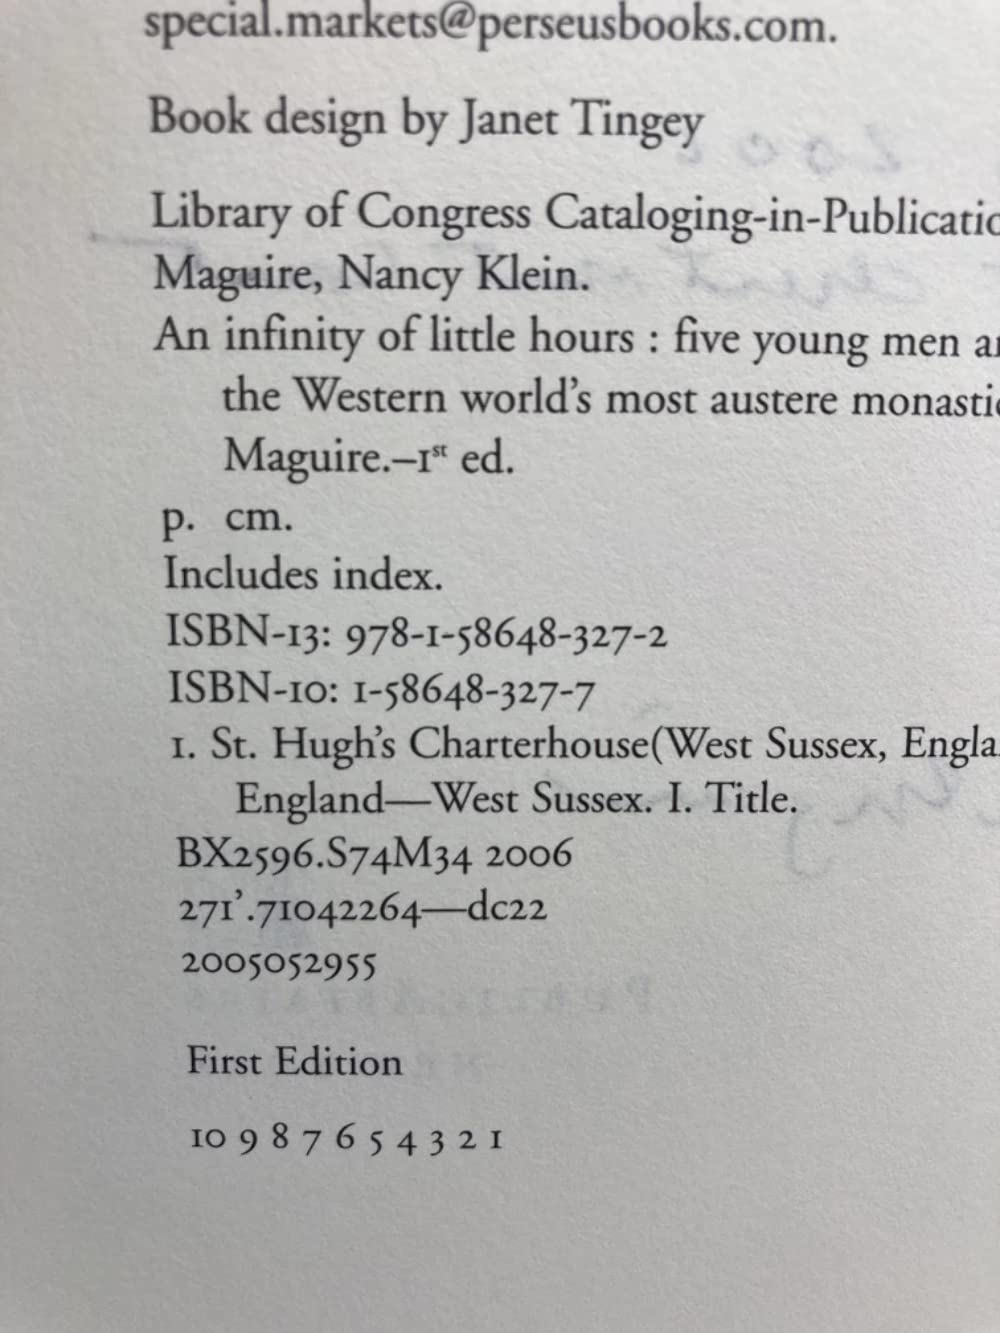 special.markets@perseusbooks.com.
Book design by Janet Tingey
Library of Congress Cataloging-in-Publicatio
Maguire, Nancy Klein.
An infinity of little hours : five young men an
the Western world's most austere monastic
Maguire.–1st ed.
p. cm.
Includes index.
ISBN-13: 978-1-58648-327-2
ISBN-10: 1-58648-327-7
1. St. Hugh's Charterhouse(West Sussex, Engla
England—West Sussex. I. Title.
BX2596.S74M34 2006
271'.71042264—dc22
2005052955
First Edition
10 9 8 7 6 5 4 3 2 1